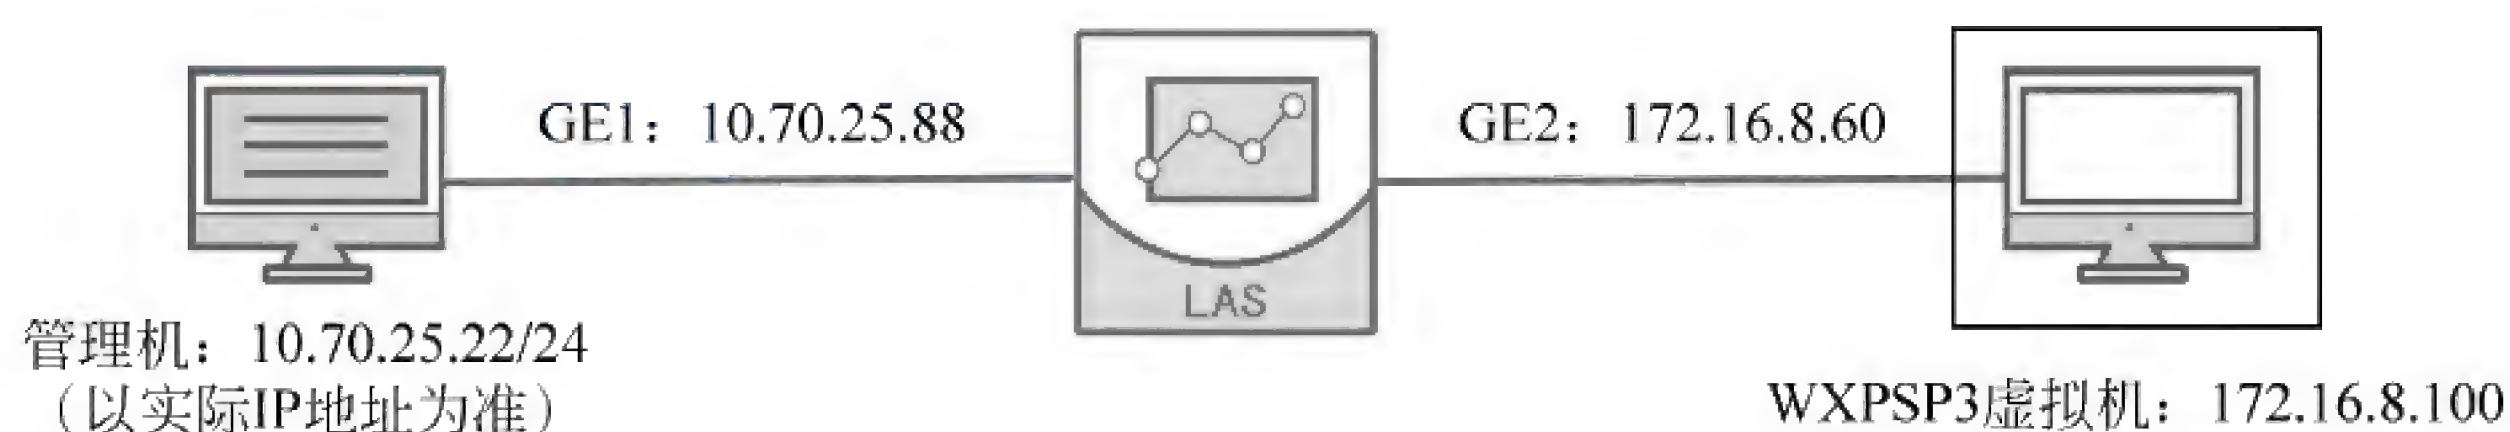 GE1：10.70.25.88
GE2：172.16.8.60
LAS
管理机：10.70.25.22/24
（以实际IP地址为准）
WXPSP3虚拟机：172.16.8.100